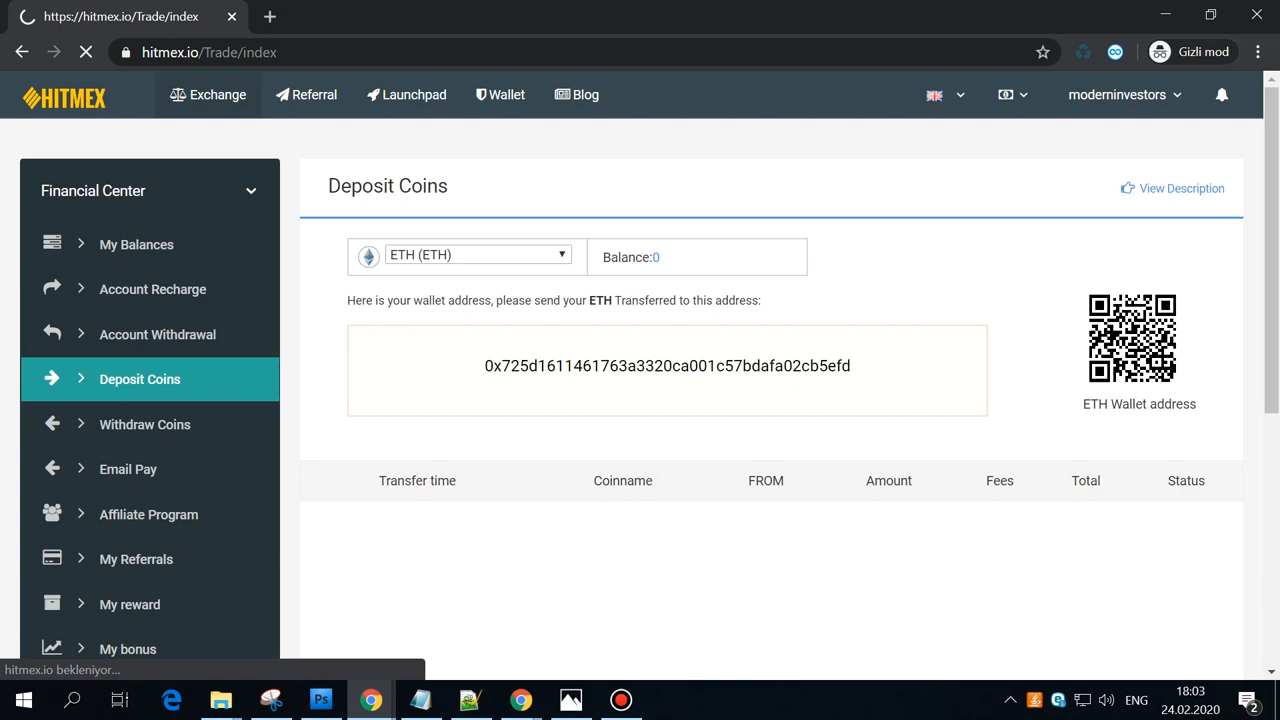 https://hitmex.io/Trade/index
hitmex.io/Trade/index
Gizli mod
HITMEX
Exchange
Referral
Launchpad
Wallet
Blog
moderninvestors
Financial Center
My Balances
Account Recharge
Account Withdrawal
Deposit Coins
Withdraw Coins
Email Pay
Affiliate Program
My Referrals
My reward
My bonus
Deposit Coins
View Description
ETH (ETH)
Balance:0
Here is your wallet address, please send your ETH Transferred to this address:
0x725d1611461763a3320ca001c57bdafa02cb5efd
ETH Wallet address
Transfer time Coinname FROM Amount Fees Total Status
hitmex.io bekleniyor...
Ps
ENG
18:03
24.02.2020
2